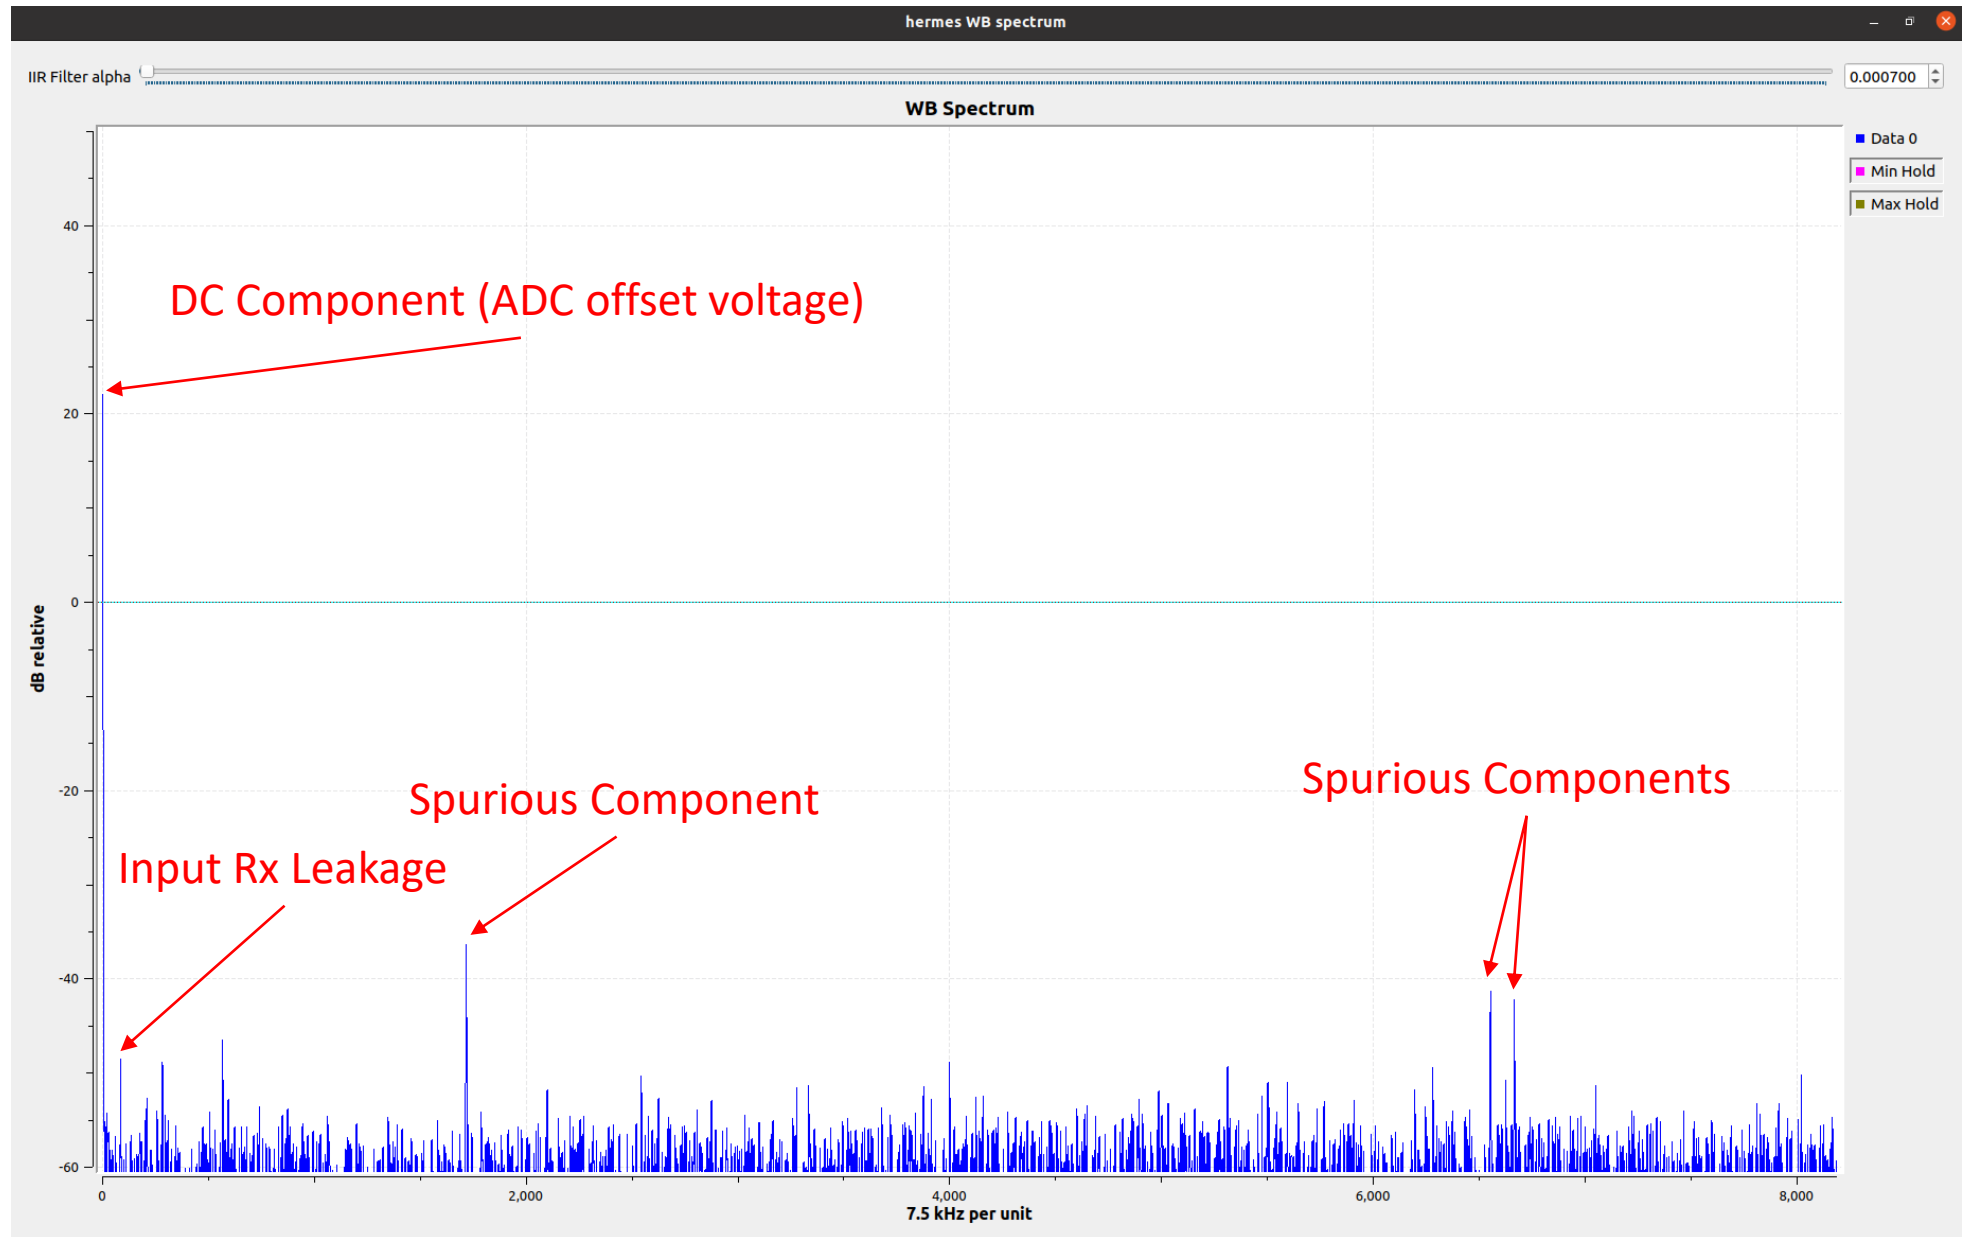 hermes WB spectrum
IIR Filter alpha
0.000700
WB Spectrum
Data 0
Min Hold
Max Hold
40
DC Component (ADC offset voltage)
20
0
dB relative
-20
Spurious Component
Spurious Components
Input Rx Leakage
-40
-60
0
2,000
4,000
6,000
8,000
7.5 kHz per unit